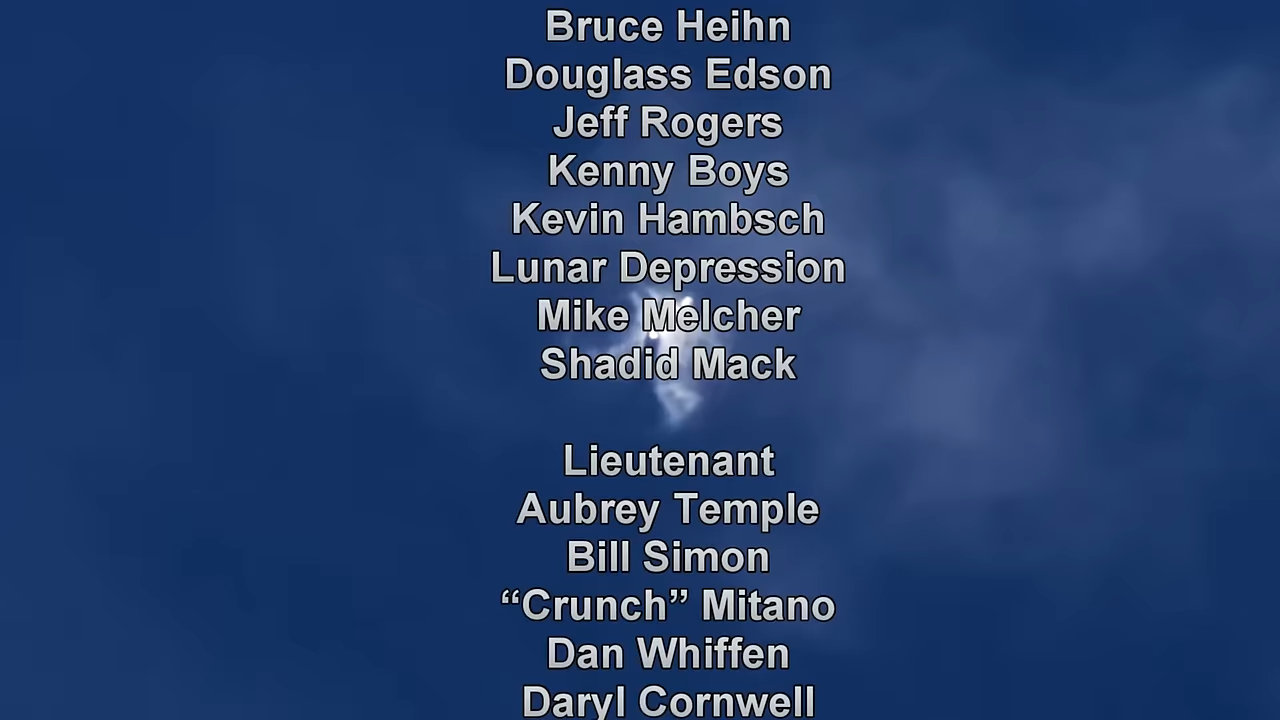 Bruce Heihn
Douglass Edson
Jeff Rogers
Kenny Boys
Kevin Hambsch
Lunar Depression
Mike Melcher
Shadid Mack
Lieutenant
Aubrey Temple
Bill Simon
“Crunch” Mitano
Dan Whiffen
Daryl Cornwell